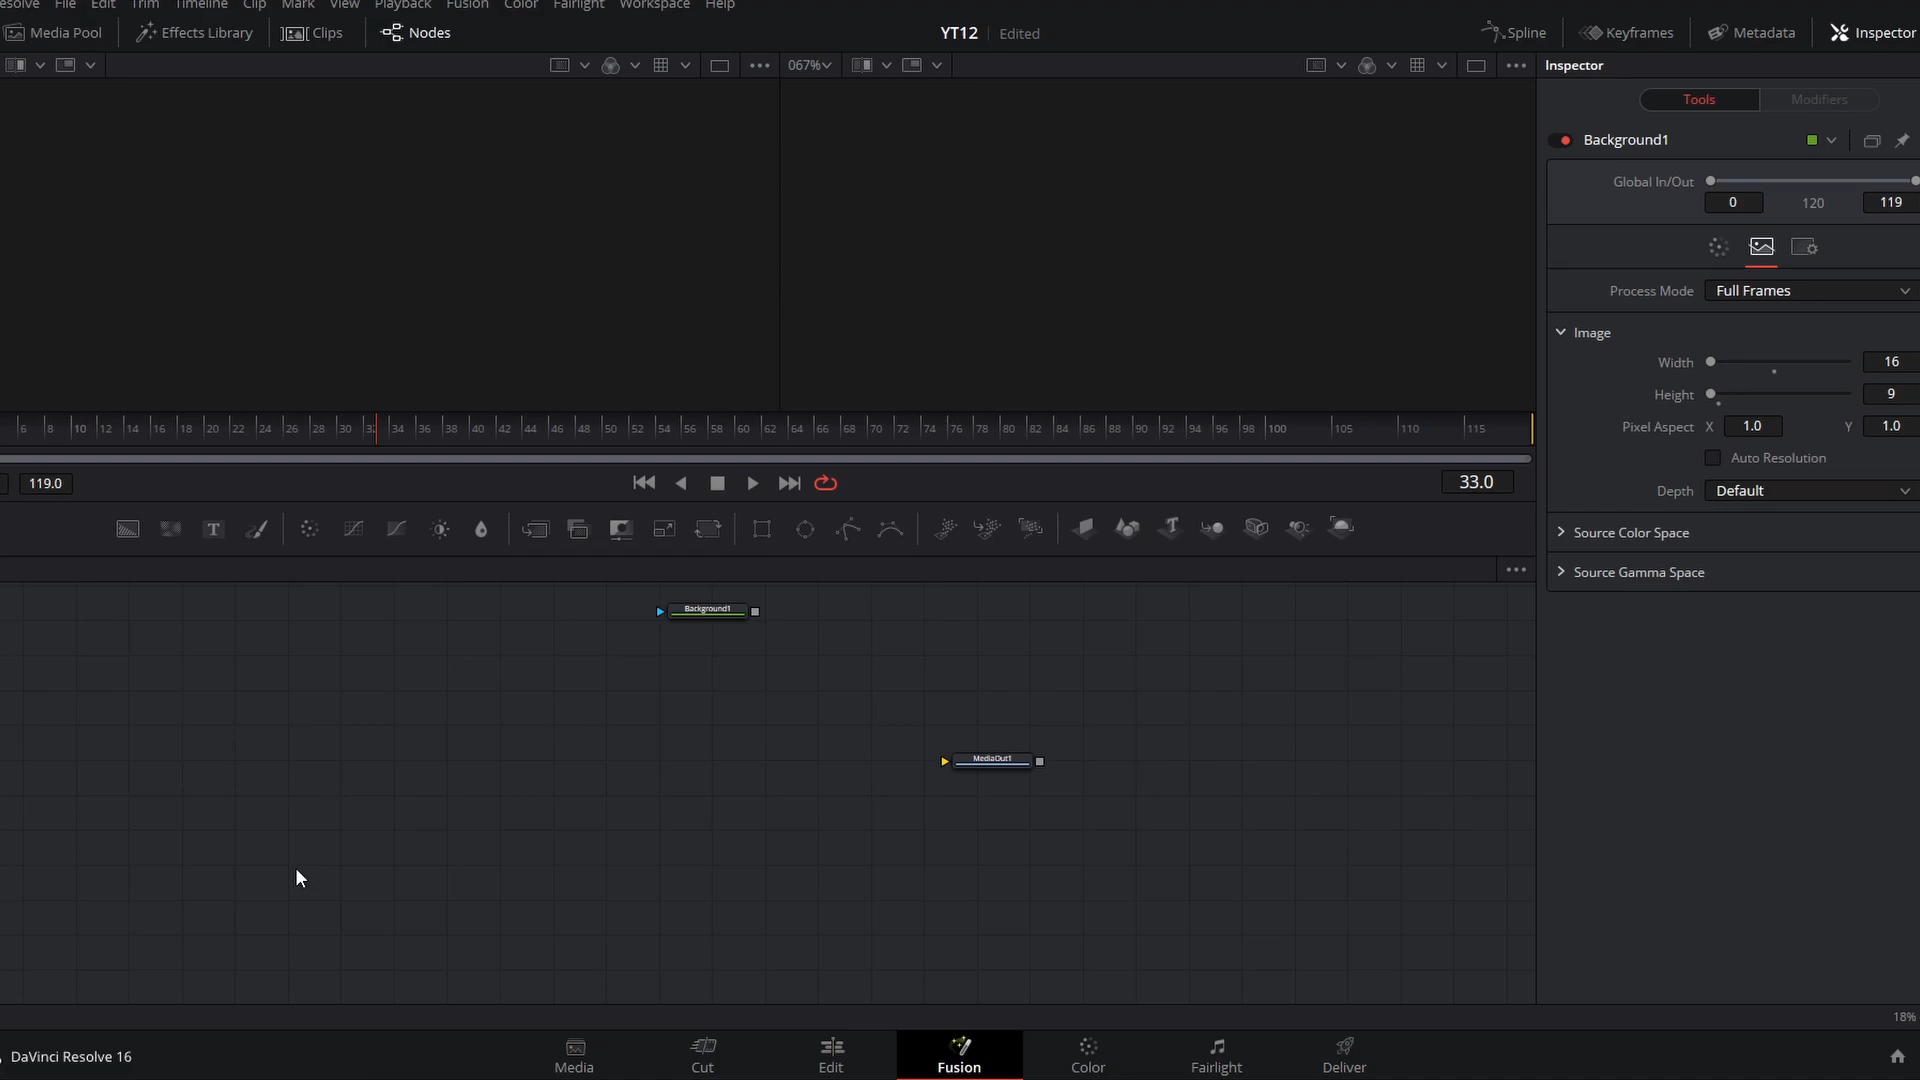 esolve File Edit Trim Timeline Clip Mark View Playback Fusion Color Fairlight Workspace Help
Media Pool Effects Library Clips Nodes YT12 Edited Spline Keyframes Metadata Inspector
067% Inspector
Tools Modifiers
Background1
Global In/Out
0 120 119
Process Mode Full Frames
Image
Width 16
Height 9
Pixel Aspect X 1.0 Y 1.0
Auto Resolution
Depth Default
Source Color Space
Source Gamma Space
6 8 10 12 14 16 18 20 22 24 26 28 30 34 36 38 40 42 44 46 48 50 52 54 56 58 60 62 64 66 68 70 72 74 76 78 80 82 84 86 88 90 92 94 96 98 100 105 110 115
119.0 33.0
Background1
MediaOut1
18%
DaVinci Resolve 16 Media Cut Edit Fusion Color Fairlight Deliver